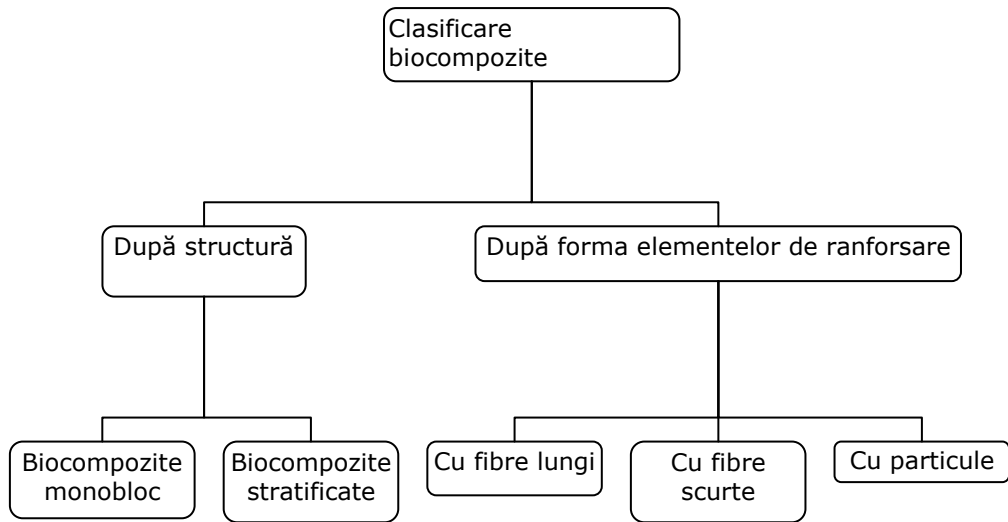 Clasificare
biocompozite
După structură
După forma elementelor de ranforsare
Biocompozite
monobloc
Biocompozite
stratificate
Cu fibre lungi
Cu fibre
scurte
Cu particule